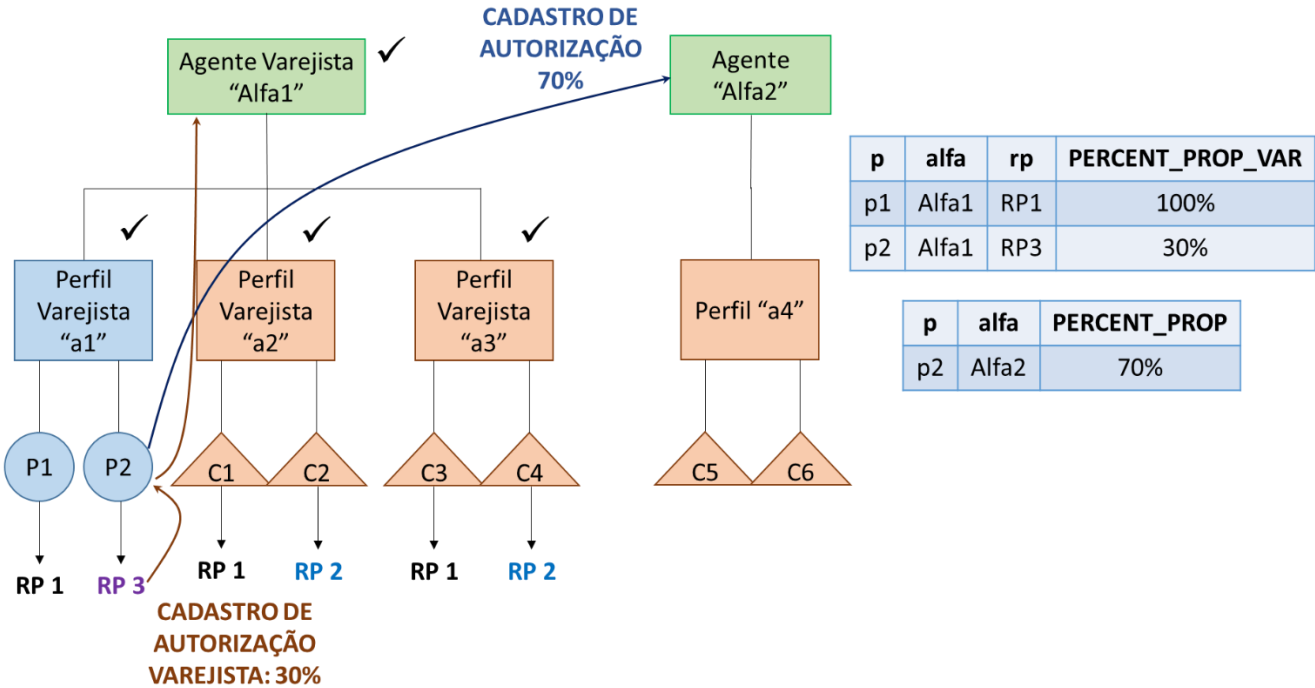 CADASTRO DE
AUTORIZAÇÃO
70%
Agente Varejista
“Alfa1”
Agente
“Alfa2”
p alfa rp PERCENT_PROP_VAR
p1 Alfa1 RP1 100%
p2 Alfa1 RP3 30%
Perfil
Varejista
“a1”
Perfil
Varejista
“a2”
Perfil
Varejista
“a3”
Perfil “a4”
p alfa PERCENT_PROP
p2 Alfa2 70%
P1 P2 C1 C2 C3 C4 C5 C6
RP 1 RP 3 RP 1 RP 2 RP 1 RP 2
CADASTRO DE
AUTORIZAÇÃO
VAREJISTA: 30%